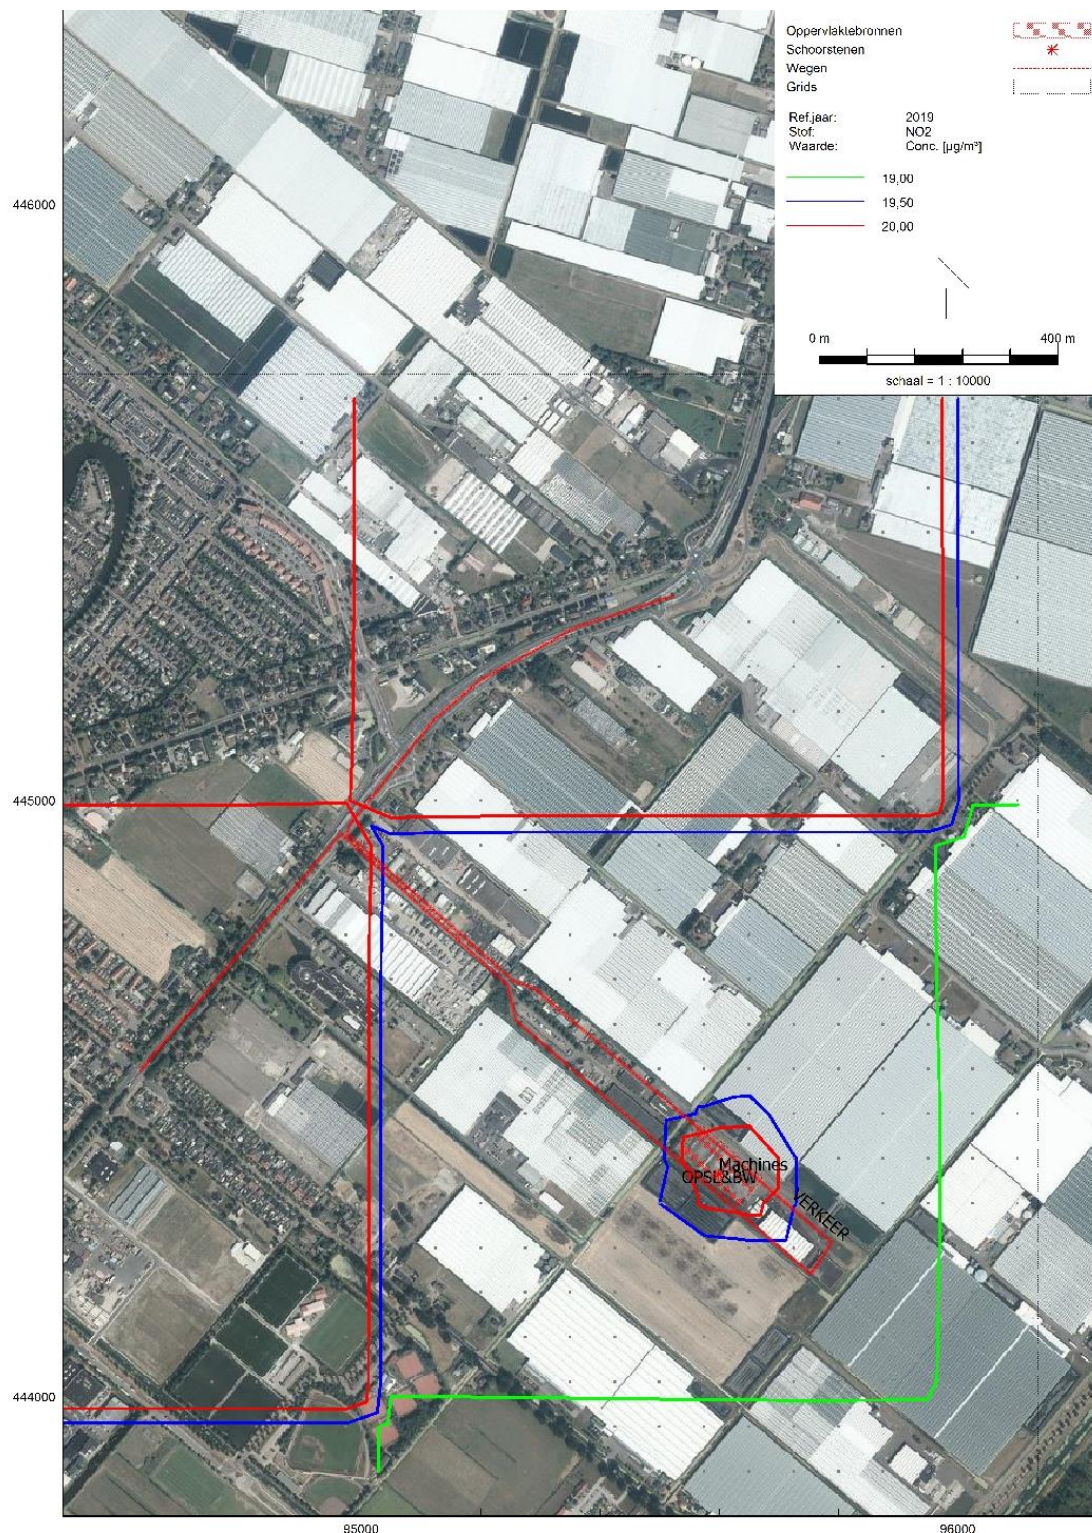 Oppervlaktebronnen
Schoorstenen
Wegen
Grids
Ref.jaar: 2019
Stof: NO2
Waarde: Conc. [µg/m³]
19,00
19,50
20,00
0 m 400 m
schaal = 1 : 10000
446000
445000
Machines
OPSL&BW
VERKEER
444000
95000 96000